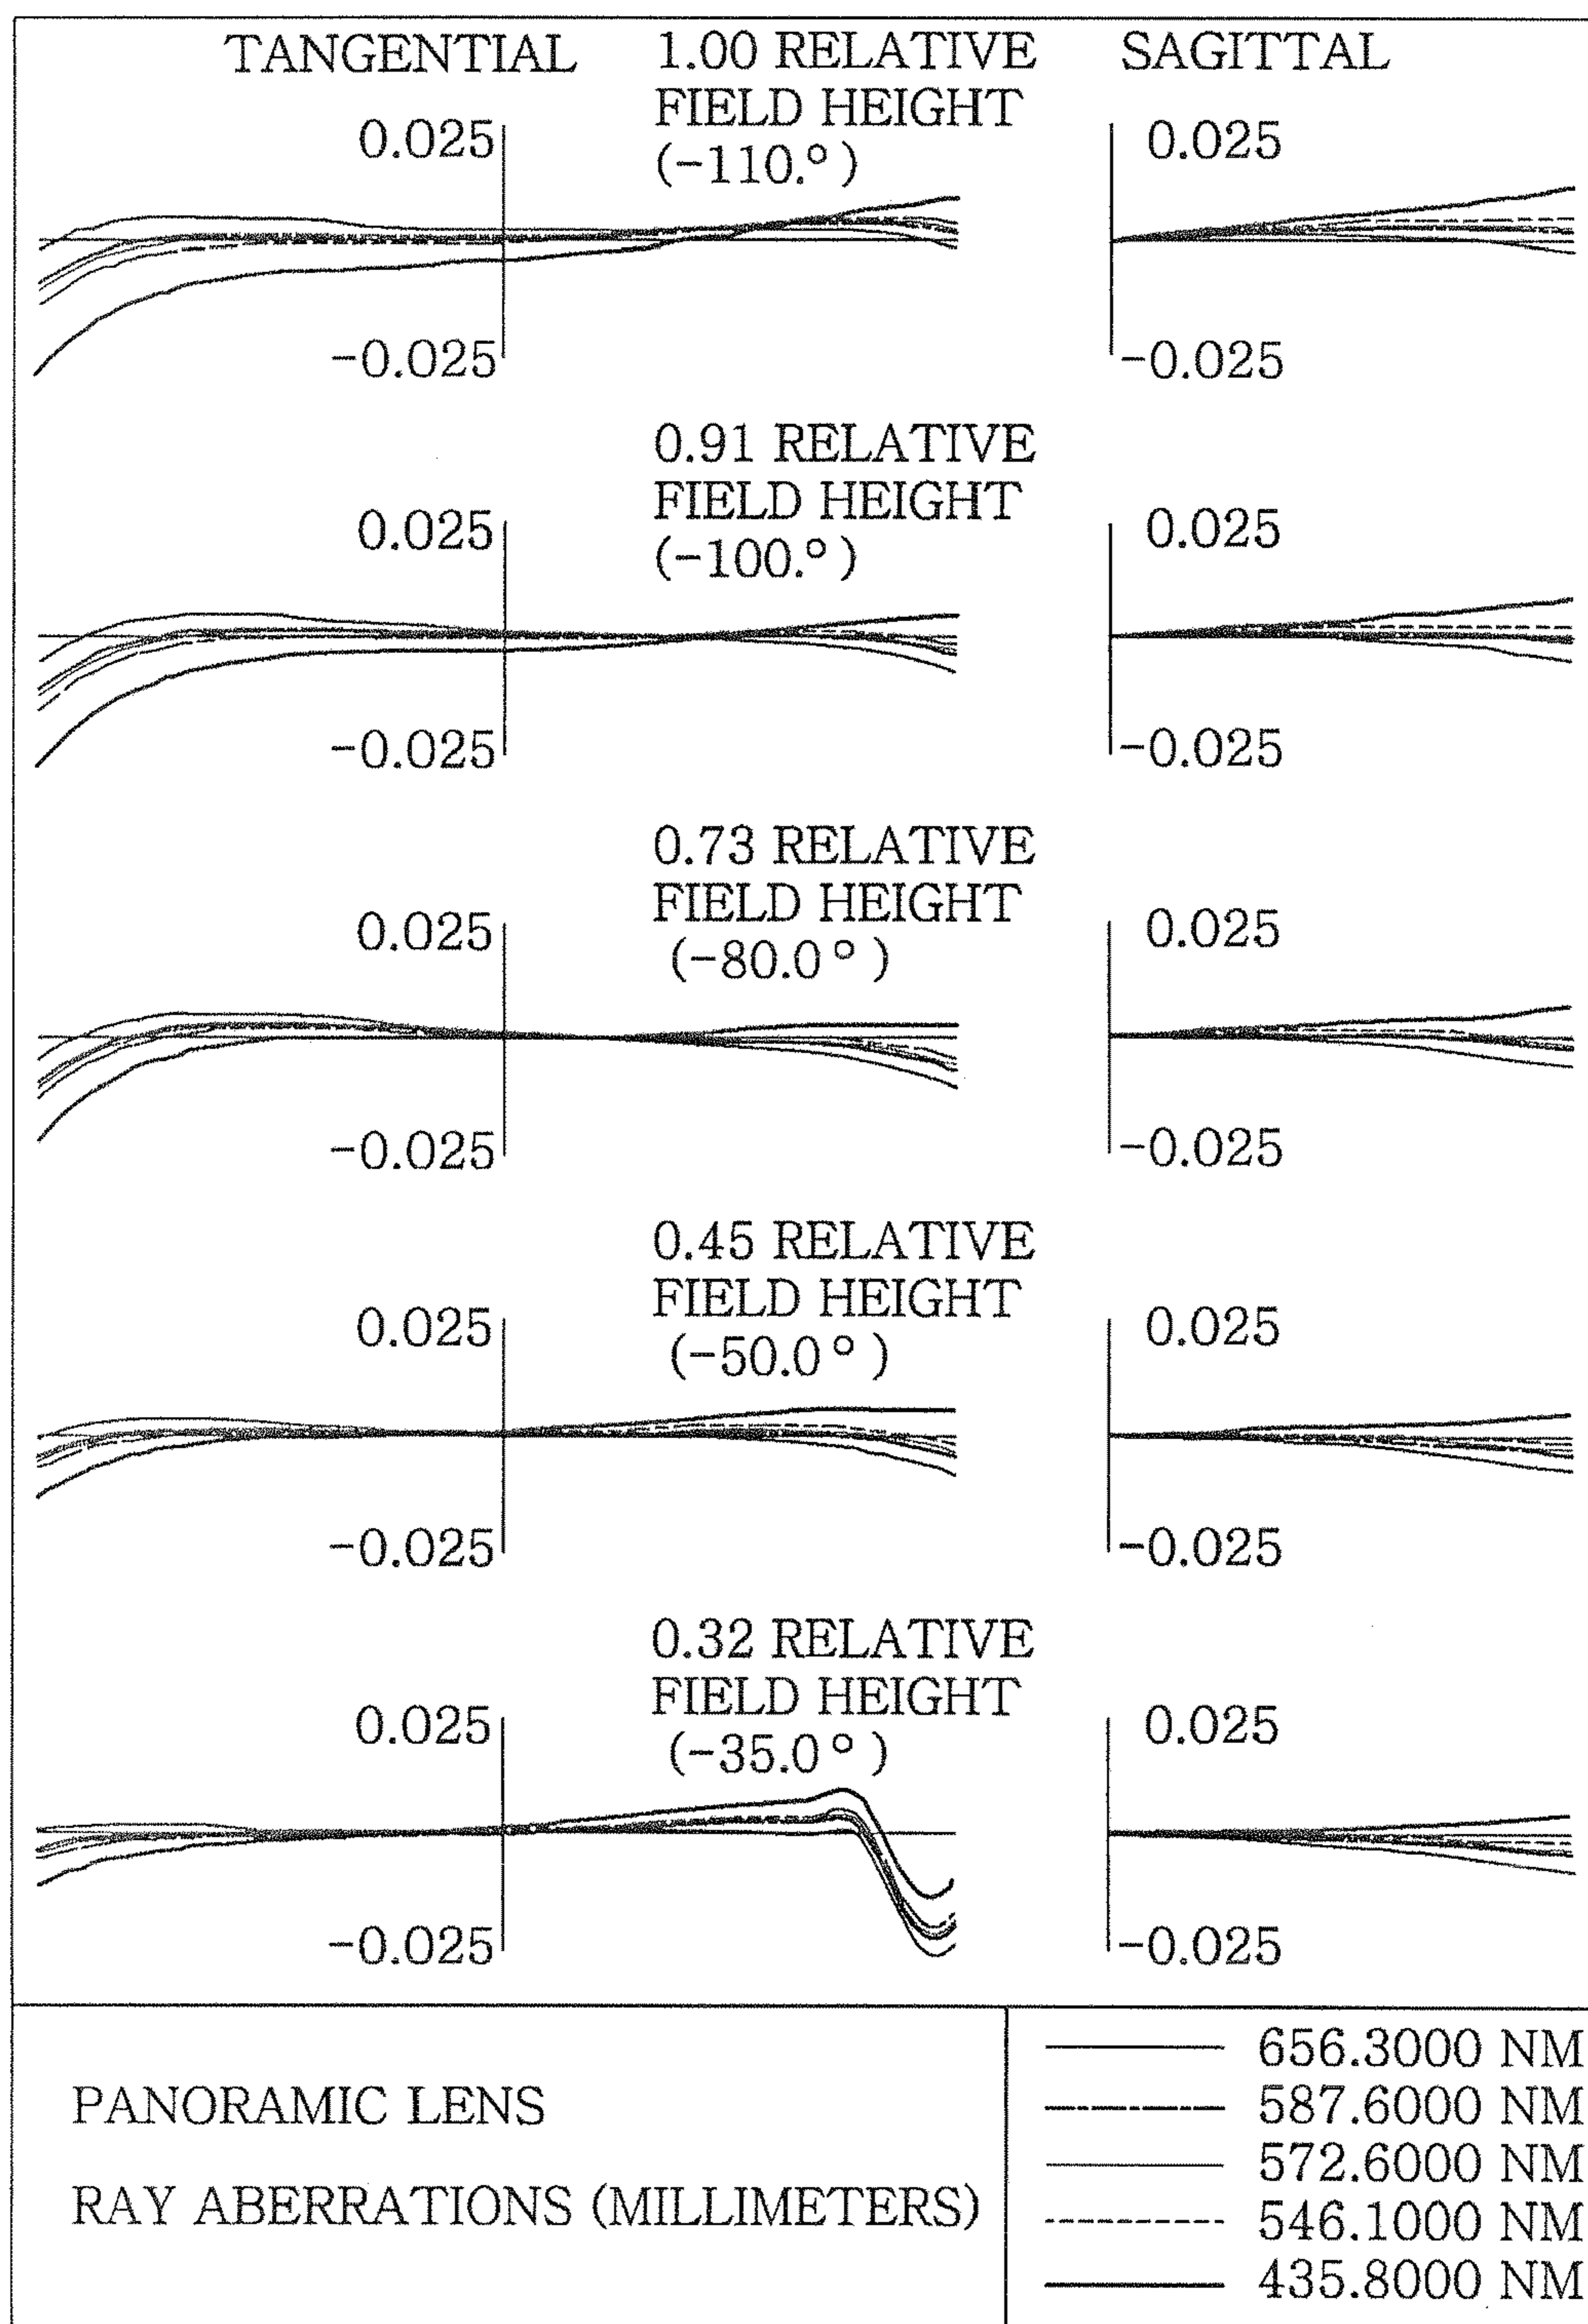 TANGENTIAL
1.00 RELATIVE
FIELD HEIGHT
(-110.° )
SAGITTAL
0.025
-0.025
0.025
-0.025
0.91 RELATIVE
FIELD HEIGHT
(-100.° )
0.025
-0.025
0.025
-0.025
0.73 RELATIVE
FIELD HEIGHT
(-80.0 ° )
0.025
-0.025
0.025
-0.025
0.45 RELATIVE
FIELD HEIGHT
(-50.0 ° )
0.025
-0.025
0.025
-0.025
0.32 RELATIVE
FIELD HEIGHT
(-35.0 ° )
0.025
-0.025
0.025
-0.025
PANORAMIC LENS
RAY ABERRATIONS (MILLIMETERS)
656.3000 NM
587.6000 NM
572.6000 NM
546.1000 NM
435.8000 NM